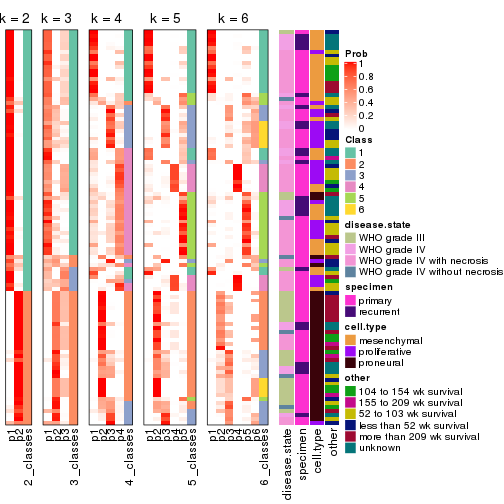 k = 2
k = 3
k = 4
k = 5
k = 6
Prob
1
0.8
0.6
0.4
0.2
0
Class
1
2
3
4
5
6
disease.state
WHO grade III
WHO grade IV
WHO grade IV with necrosis
WHO grade IV without necrosis
specimen
primary
recurrent
cell.type
mesenchymal
proliferative
proneural
other
104 to 154 wk survival
155 to 209 wk survival
52 to 103 wk survival
less than 52 wk survival
more than 209 wk survival
unknown
p1
p2
2_classes
p1
p2
p3
3_classes
p1
p2
p3
p4
4_classes
p1
p2
p3
p4
p5
5_classes
p1
p2
p3
p4
p5
p6
6_classes
disease.state
specimen
cell.type
other